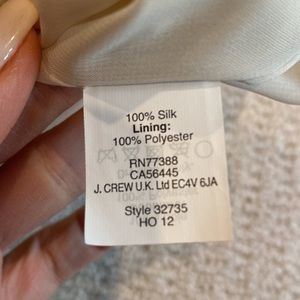 100% Silk
Lining:
100% Polyester
RN77388
CA56445
J. CREW U.K. Ltd EC4V 6JA
Style 32735
HO 12